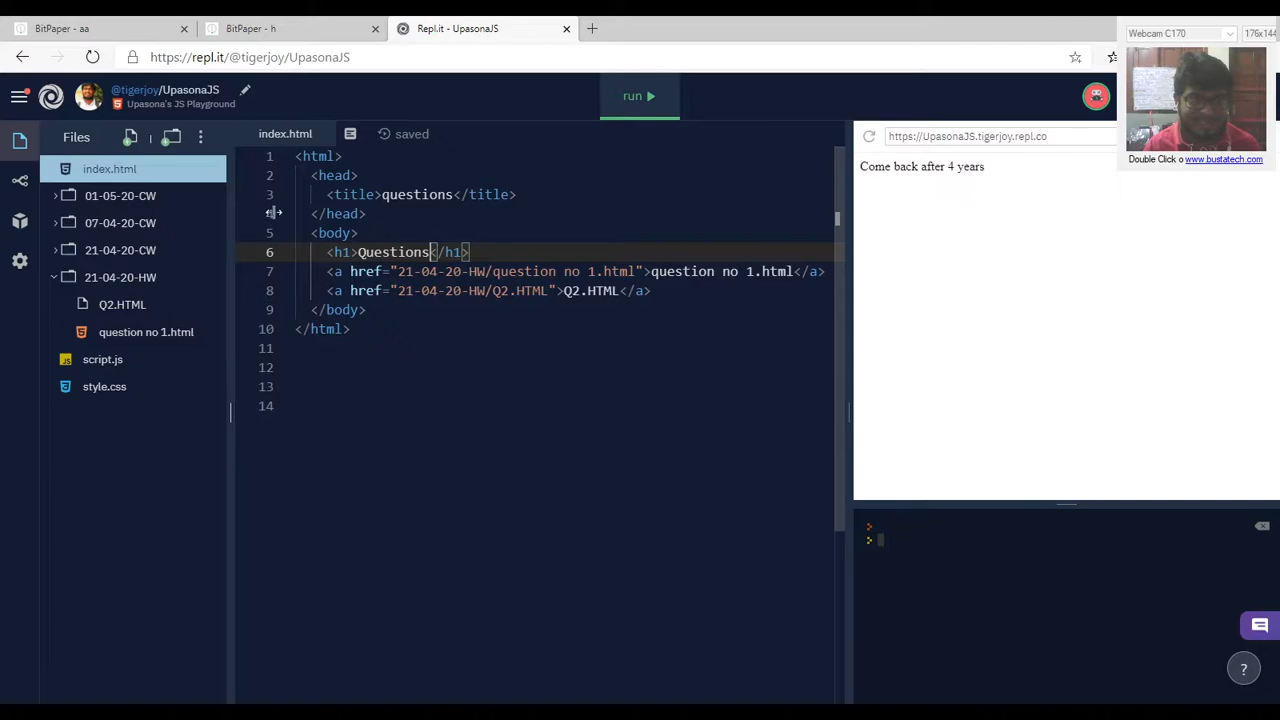 BitPaper - aa
BitPaper - h
Repl.it - UpasonaJS
https://repl.it/@tigerjoy/UpasonaJS
Webcam C170
176x144
Double Click o www.bustatech.com
@tigerjoy/UpasonaJS
Upasona's JS Playground
run
Files
index.html
01-05-20-CW
07-04-20-CW
21-04-20-CW
21-04-20-HW
Q2.HTML
question no 1.html
script.js
style.css
index.html
saved
1 <html>
2 <head>
3 <title>questions</title>
</head>
5 <body>
6 <h1>Questions</h1>
7 <a href="21-04-20-HW/question no 1.html">question no 1.html</a>
8 <a href="21-04-20-HW/Q2.HTML">Q2.HTML</a>
9 </body>
10 </html>
11
12
13
14
https://UpasonaJS.tigerjoy.repl.co
Come back after 4 years
>
>
?